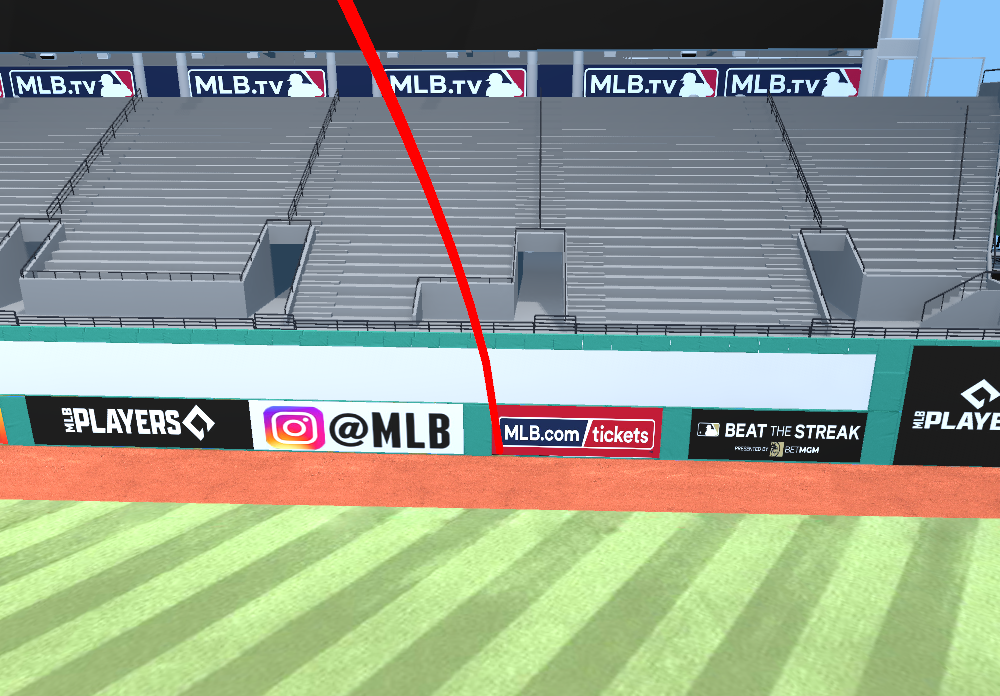 MLB.TV
MLB.TV
MLB.TV
MLB.TV
MLB.TV
MLB PLAYERS
@MLB
MLB.com/tickets
BEAT THE STREAK
PRESENTED BY BETMGM
MLB PLAYE